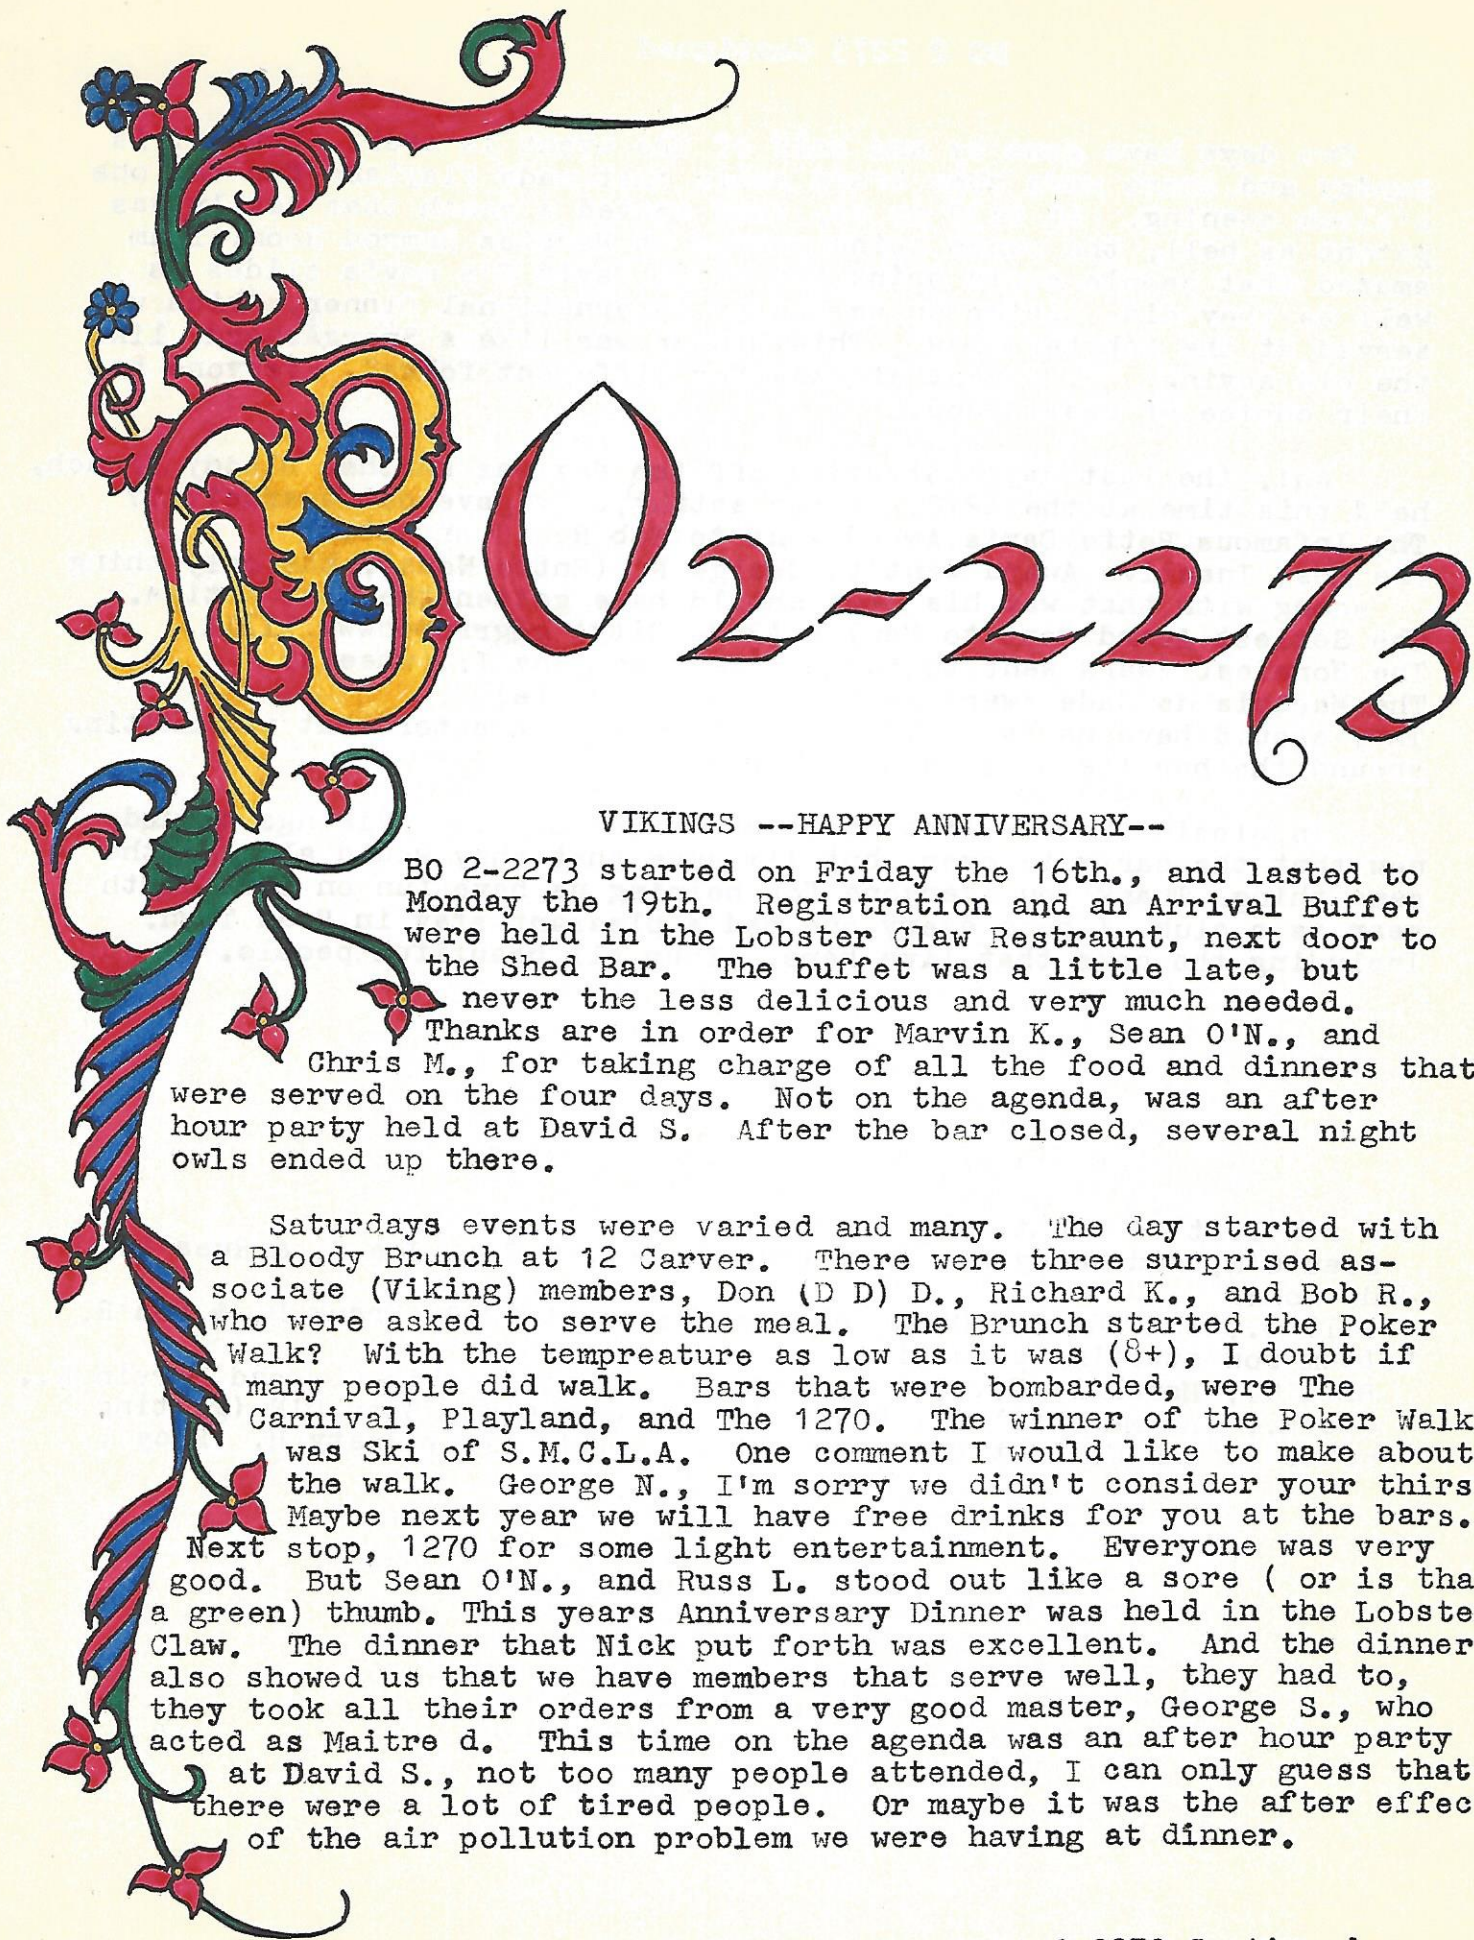 BO2-2273
VIKINGS --HAPPY ANNIVERSARY--
BO 2-2273 started on Friday the 16th., and lasted to
Monday the 19th. Registration and an Arrival Buffet
were held in the Lobster Claw Restraunt, next door to
the Shed Bar. The buffet was a little late, but
never the less delicious and very much needed.
Thanks are in order for Marvin K., Sean O'N., and
Chris M., for taking charge of all the food and dinners that
were served on the four days. Not on the agenda, was an after
hour party held at David S. After the bar closed, several night
owls ended up there.
Saturdays events were varied and many. The day started with
a Bloody Brunch at 12 Carver. There were three surprised as-
sociate (Viking) members, Don (D D) D., Richard K., and Bob R.,
who were asked to serve the meal. The Brunch started the Poker
Walk? With the tempreature as low as it was (8+), I doubt if
many people did walk. Bars that were bombarded, were The
Carnival, Playland, and The 1270. The winner of the Poker Walk
was Ski of S.M.C.L.A. One comment I would like to make about
the walk. George N., I'm sorry we didn't consider your thirs
Maybe next year we will have free drinks for you at the bars.
Next stop, 1270 for some light entertainment. Everyone was very
good. But Sean O'N., and Russ L. stood out like a sore ( or is tha
a green) thumb. This years Anniversary Dinner was held in the Lobste
Claw. The dinner that Nick put forth was excellent. And the dinner
also showed us that we have members that serve well, they had to,
they took all their orders from a very good master, George S., who
acted as Maitre d. This time on the agenda was an after hour party
at David S., not too many people attended, I can only guess that
there were a lot of tired people. Or maybe it was the after effec
of the air pollution problem we were having at dinner.